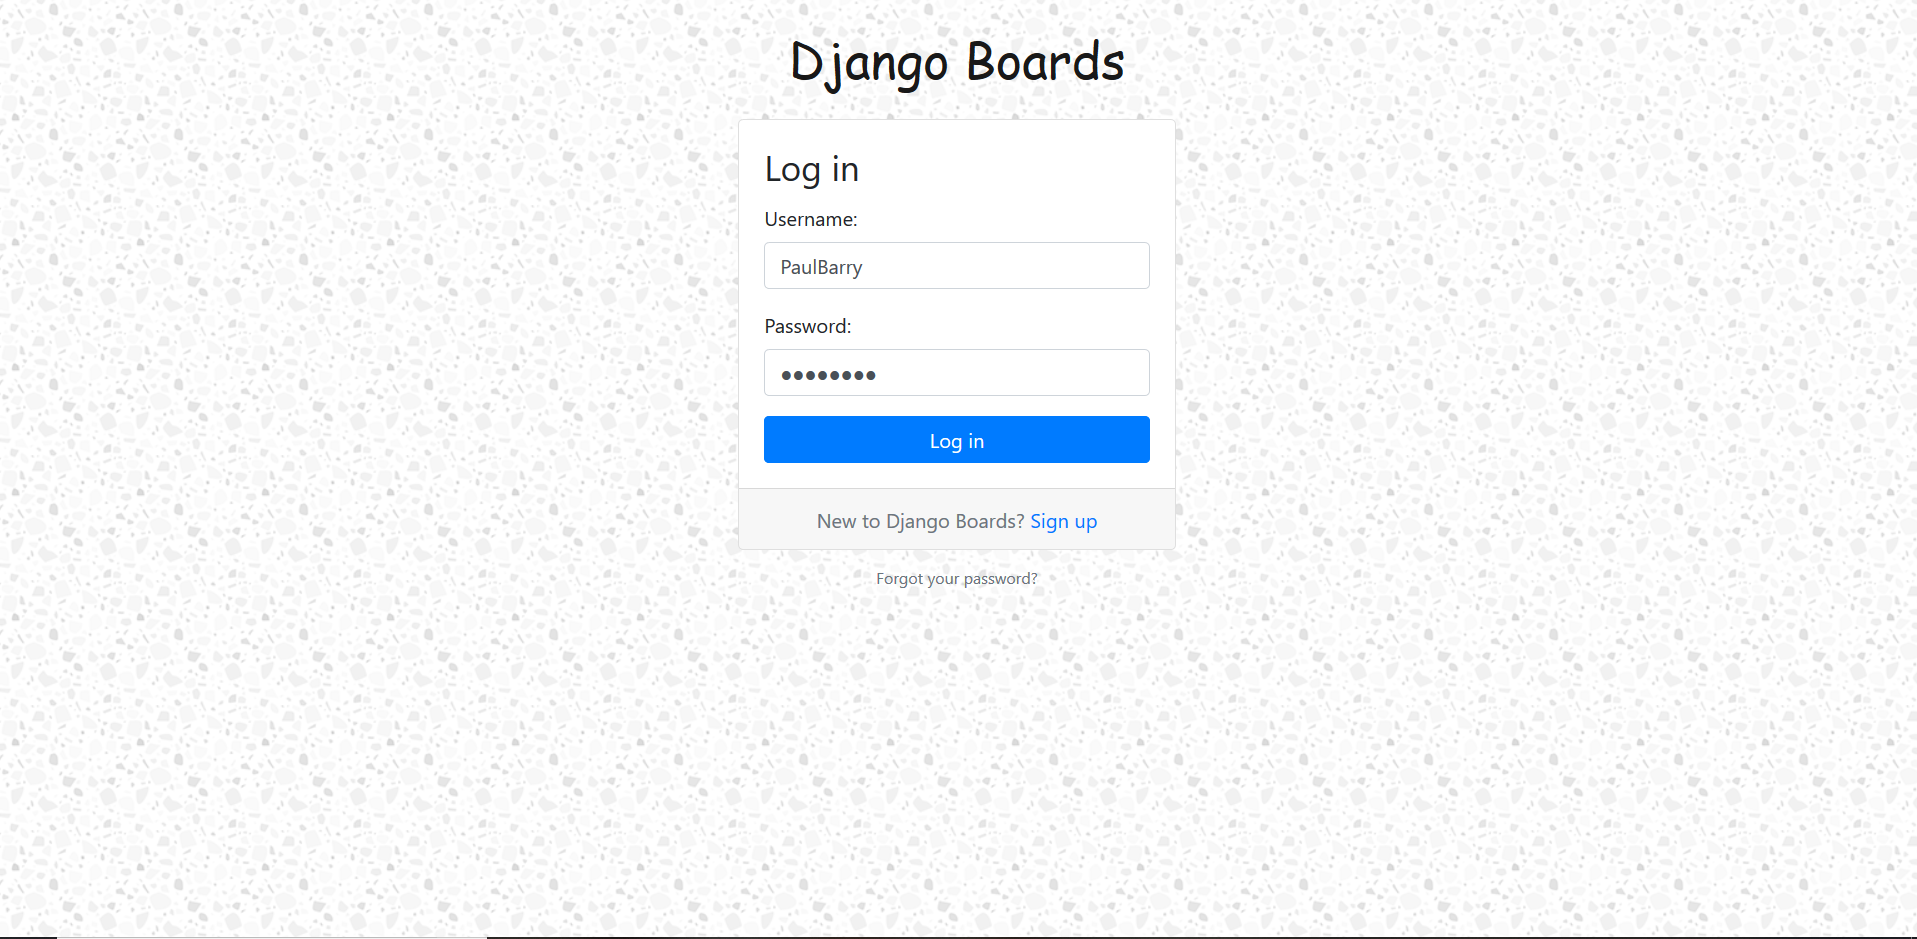 Django Boards
Log in
Username:
PaulBarry
Password:
●●●●●●●●
Log in
New to Django Boards? Sign up
Forgot your password?